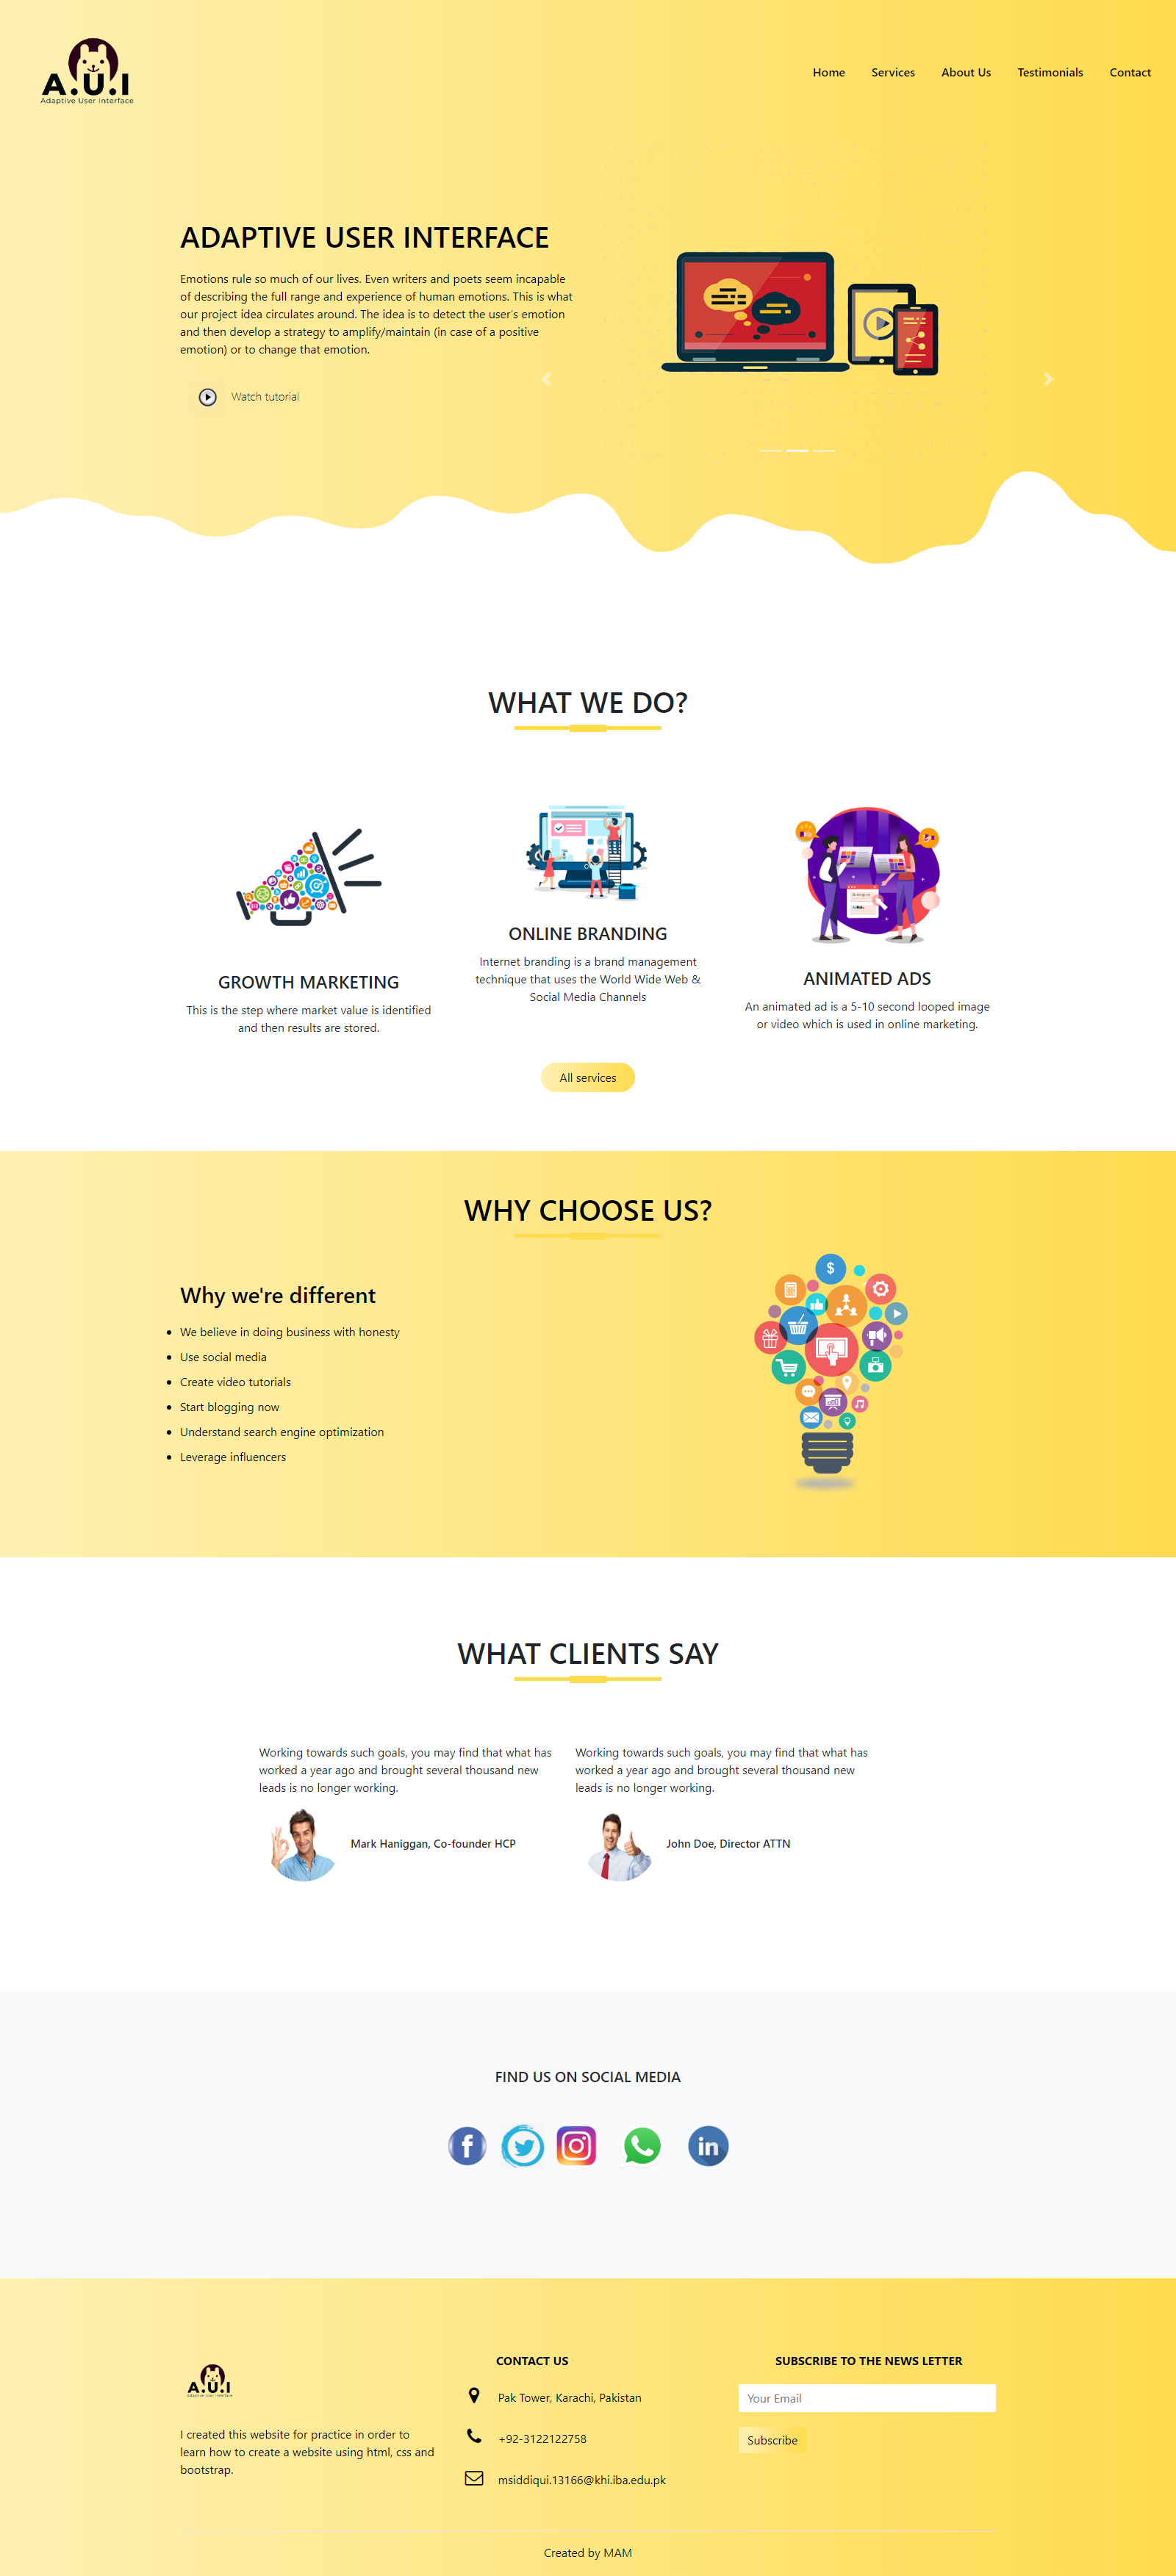 A.U.I
Adaptive User Interface
Home
Services
About Us
Testimonials
Contact
ADAPTIVE USER INTERFACE
Emotions rule so much of our lives. Even writers and poets seem incapable
of describing the full range and experience of human emotions. This is what
our project idea circulates around. The idea is to detect the user's emotion
and then develop a strategy to amplify/maintain (in case of a positive
emotion) or to change that emotion.
Watch tutorial
WHAT WE DO?
GROWTH MARKETING
This is the step where market value is identified
and then results are stored.
ONLINE BRANDING
Internet branding is a brand management
technique that uses the World Wide Web &
Social Media Channels
ANIMATED ADS
An animated ad is a 5-10 second looped image
or video which is used in online marketing.
All services
WHY CHOOSE US?
Why we're different
We believe in doing business with honesty
Use social media
Create video tutorials
Start blogging now
Understand search engine optimization
Leverage influencers
$
WHAT CLIENTS SAY
Working towards such goals, you may find that what has
worked a year ago and brought several thousand new
leads is no longer working.
Mark Haniggan, Co-founder HCP
Working towards such goals, you may find that what has
worked a year ago and brought several thousand new
leads is no longer working.
John Doe, Director ATTN
FIND US ON SOCIAL MEDIA
f
in
A.U.I
Adaptive User Interface
I created this website for practice in order to
learn how to create a website using html, css and
bootstrap.
CONTACT US
Pak Tower, Karachi, Pakistan
+92-3122122758
msiddiqui.13166@khi.iba.edu.pk
SUBSCRIBE TO THE NEWS LETTER
Your Email
Subscribe
Created by MAM